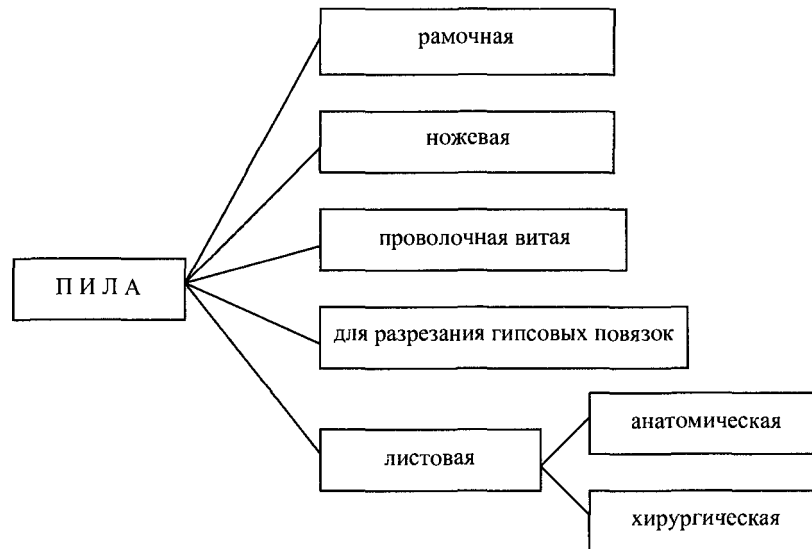 рамочная
ножевая
проволочная витая
П И Л А
для разрезания гипсовых повязок
листовая
анатомическая
хирургическая